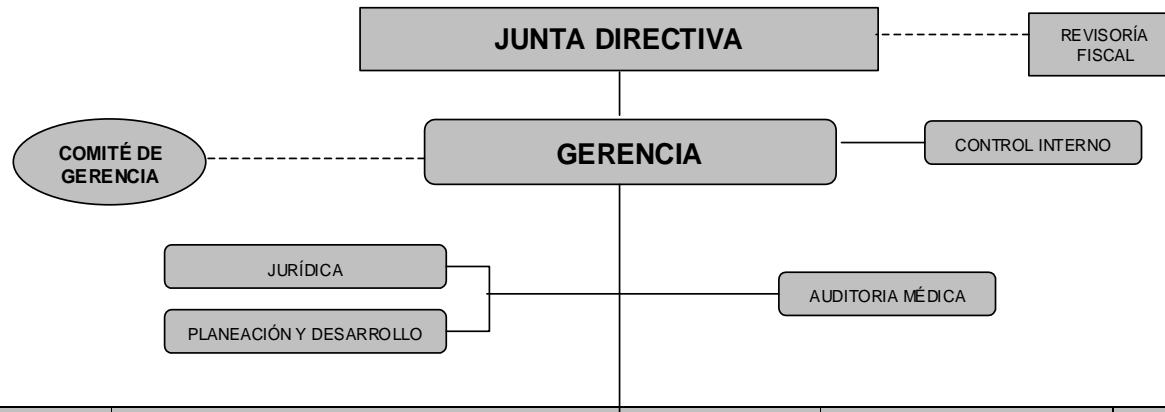 JUNTA DIRECTIVA
REVISORÍA
FISCAL
COMITÉ DE
GERENCIA
GERENCIA
CONTROL INTERNO
JURÍDICA
AUDITORIA MÉDICA
PLANEACIÓN Y DESARROLLO